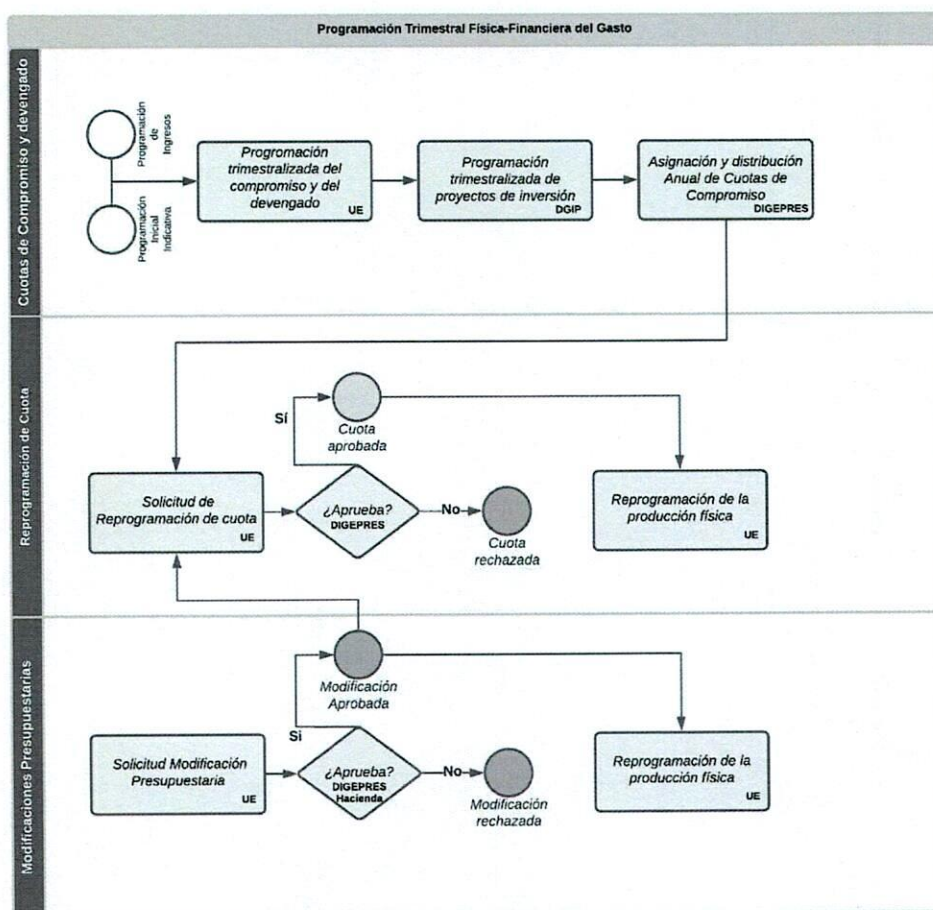 Programación Trimestral Física-Financiera del Gasto
Cuotas de Compromiso y devengado
Programación
de
Ingresos
Programación
Inicial
Indicativa
Progromación
trimestralizada del
compromiso y del
devengado
UE
Programación
trimestralizada de
proyectos de inversión
DGIP
Asignación y distribución
Anual de Cuotas de
Compromiso
DIGEPRES
Reprogramación de Cuota
Solicitud de
Reprogramación de cuota
UE
¿Aprueba?
DIGEPRES
Sí
Cuota
aprobada
No
Cuota
rechazada
Reprogramación de la
producción física
UE
Modificaciones Presupuestarias
Solicitud Modificación
Presupuestaria
UE
¿Aprueba?
DIGEPRES
Hacienda
Si
Modificación
Aprobada
No
Modificación
rechazada
Reprogramación de la
producción física
UE